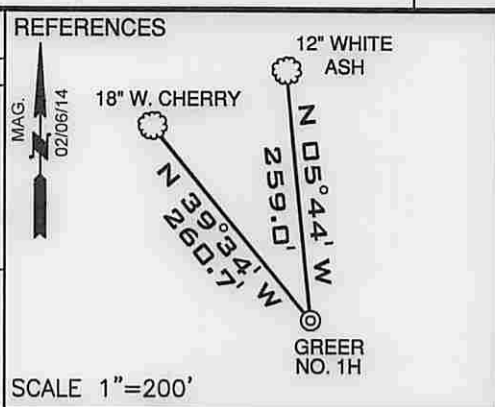 REFERENCES
MAG.
02/06/14
12" WHITE
ASH
18" W. CHERRY
N 05°44' W
259.0'
N 39°34' W
260.7'
GREER
NO. 1H
SCALE 1"=200'